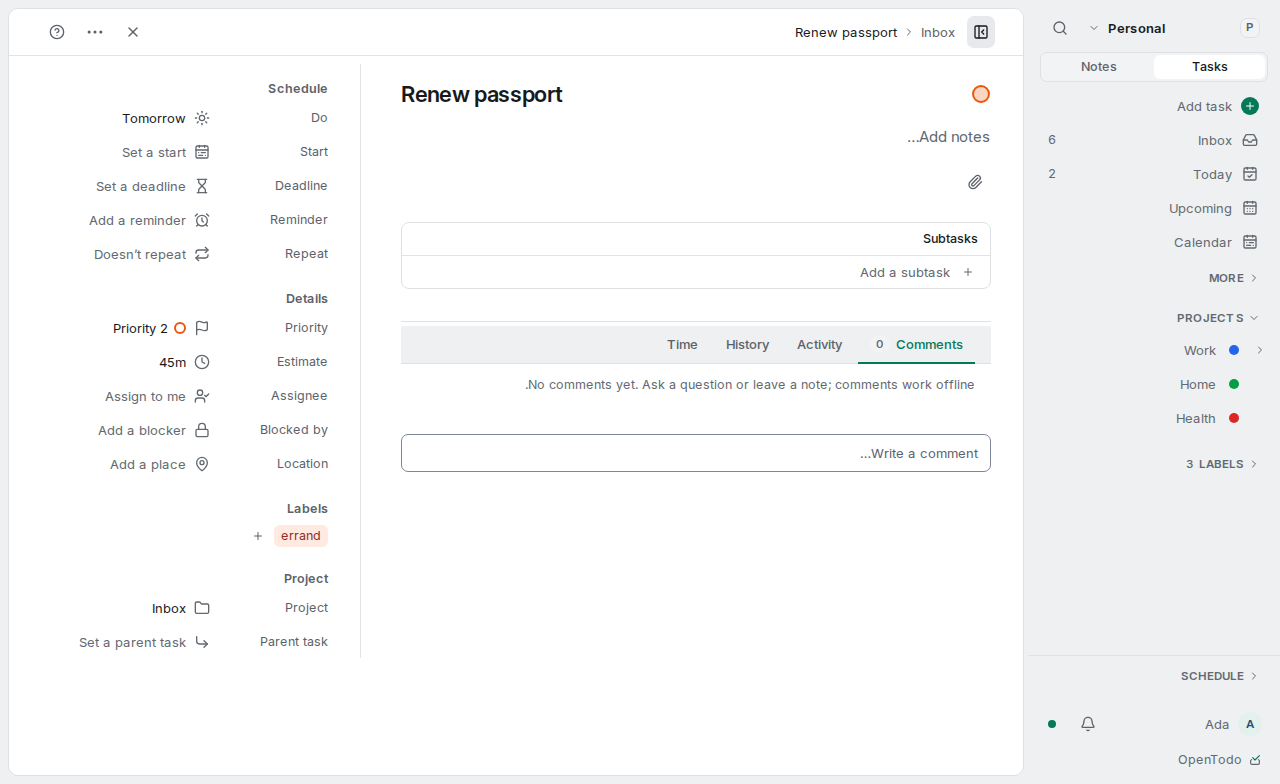 P
Personal
Tasks
Notes
Add task
Inbox
6
Today
2
Upcoming
Calendar
MORE
PROJECTS
Work
Home
Health
3 LABELS
SCHEDULE
A
Ada
OpenTodo
Inbox
Renew passport
Renew passport
Add notes...
Subtasks
Add a subtask
Comments 0
Activity
History
Time
No comments yet. Ask a question or leave a note; comments work offline.
Write a comment...
Schedule
Do
Tomorrow
Start
Set a start
Deadline
Set a deadline
Reminder
Add a reminder
Repeat
Doesn't repeat
Details
Priority
Priority 2
Estimate
45m
Assignee
Assign to me
Blocked by
Add a blocker
Location
Add a place
Labels
errand
Project
Project
Inbox
Parent task
Set a parent task